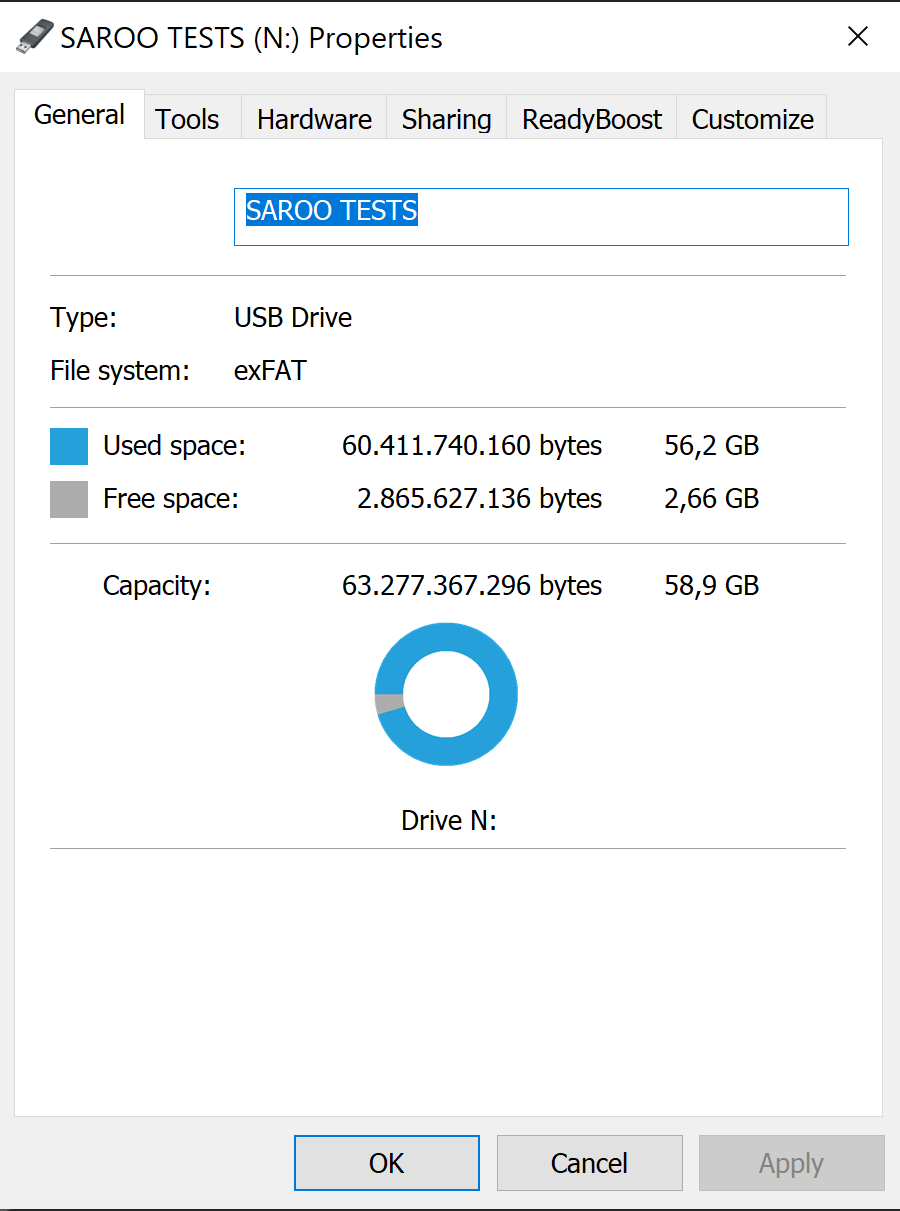 SAROO TESTS (N:) Properties
General Tools Hardware Sharing ReadyBoost Customize
SAROO TESTS
Type: USB Drive
File system: exFAT
Used space: 60.411.740.160 bytes 56,2 GB
Free space: 2.865.627.136 bytes 2,66 GB
Capacity: 63.277.367.296 bytes 58,9 GB
Drive N:
OK Cancel Apply